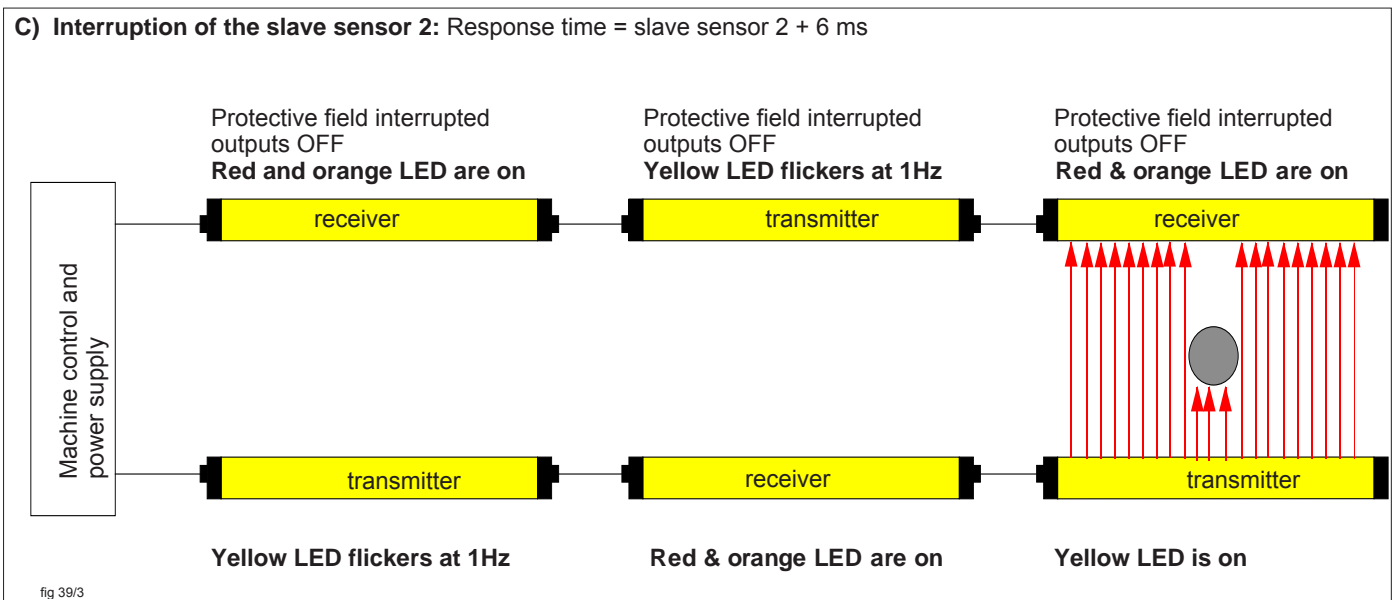 C) Interruption of the slave sensor 2: Response time = slave sensor 2 + 6 ms
Protective field interrupted
outputs OFF
Red and orange LED are on
Protective field interrupted
outputs OFF
Yellow LED flickers at 1Hz
Protective field interrupted
outputs OFF
Red & orange LED are on
receiver
transmitter
receiver
Machine control and
power supply
transmitter
receiver
transmitter
Yellow LED flickers at 1Hz
Red & orange LED are on
Yellow LED is on
fig 39/3